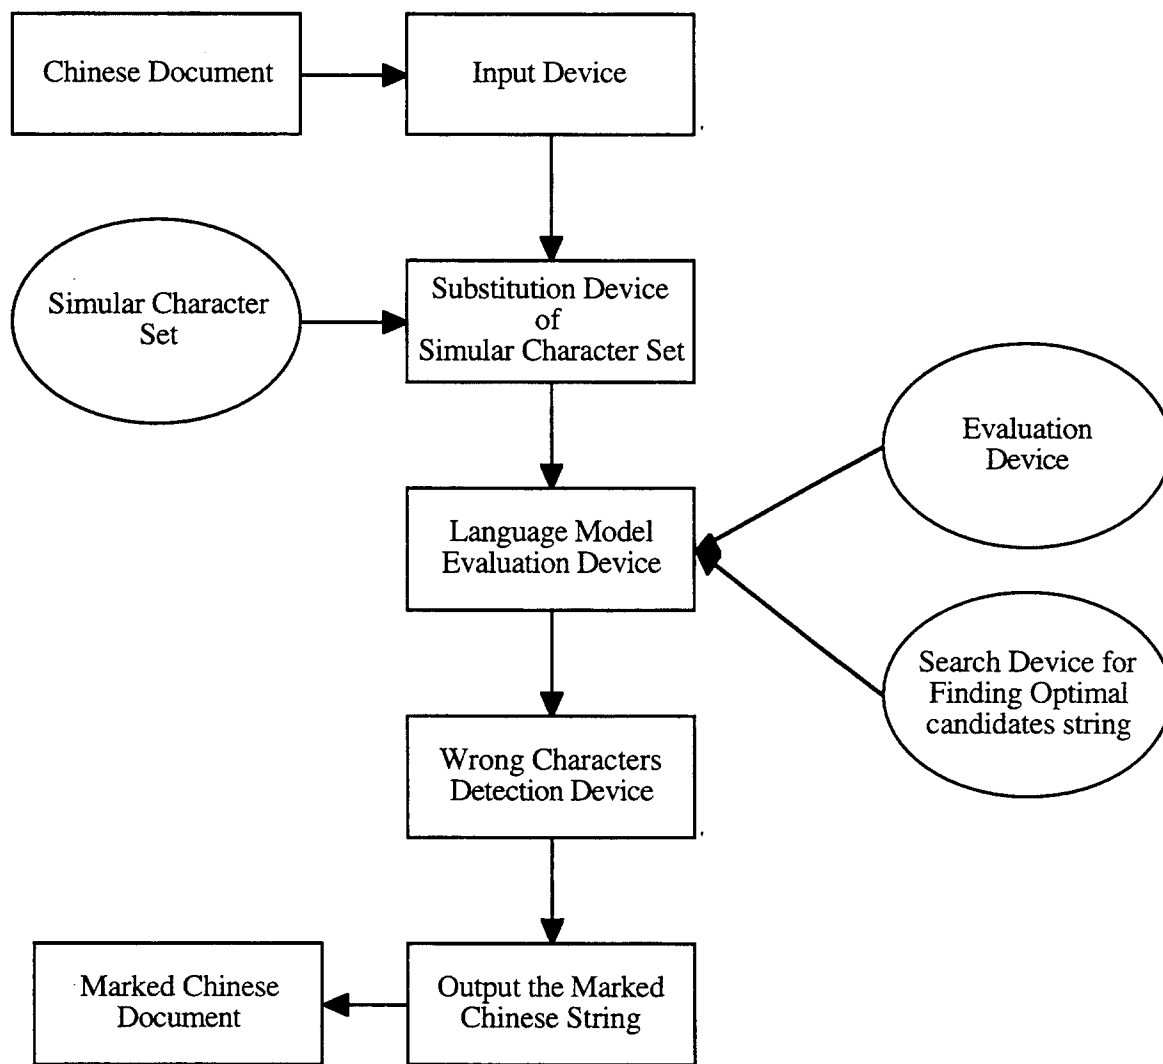 Chinese Document
Input Device
Simular Character
Set
Substitution Device
of
Simular Character Set
Evaluation
Device
Language Model
Evaluation Device
Search Device for
Finding Optimal
candidates string
Wrong Characters
Detection Device
Marked Chinese
Document
Output the Marked
Chinese String